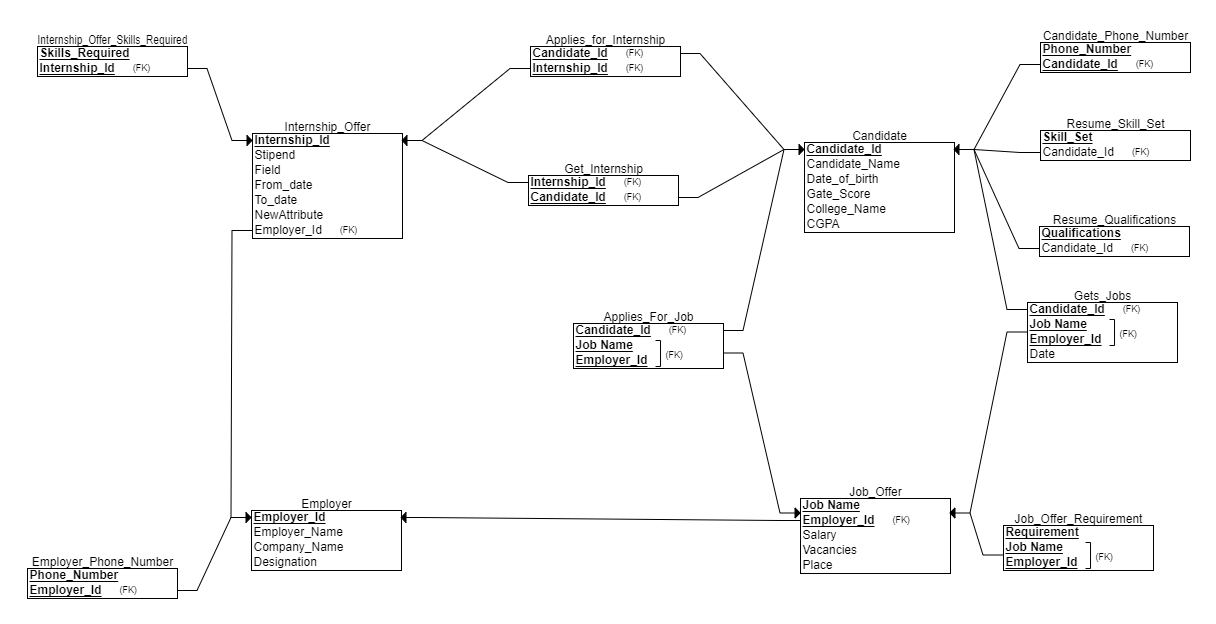 Internship_Offer_Skills_Required
Skills_Required
Internship_Id (FK)
Applies_for_Internship
Candidate_Id (FK)
Internship_Id (FK)
Candidate_Phone_Number
Phone_Number
Candidate_Id (FK)
Internship_Offer
Internship_Id
Stipend
Field
From_date
To_date
NewAttribute
Employer_Id (FK)
Get_Internship
Internship_Id (FK)
Candidate_Id (FK)
Candidate
Candidate_Id
Candidate_Name
Date_of_birth
Gate_Score
College_Name
CGPA
Resume_Skill_Set
Skill_Set
Candidate_Id (FK)
Resume_Qualifications
Qualifications
Candidate_Id (FK)
Gets_Jobs
Candidate_Id (FK)
Job Name
Employer_Id (FK)
Date
Applies_For_Job
Candidate_Id (FK)
Job Name
Employer_Id (FK)
Employer
Employer_Id
Employer_Name
Company_Name
Designation
Job_Offer
Job Name
Employer_Id (FK)
Salary
Vacancies
Place
Job_Offer_Requirement
Requirement
Job Name
Employer_Id (FK)
Employer_Phone_Number
Phone_Number
Employer_Id (FK)